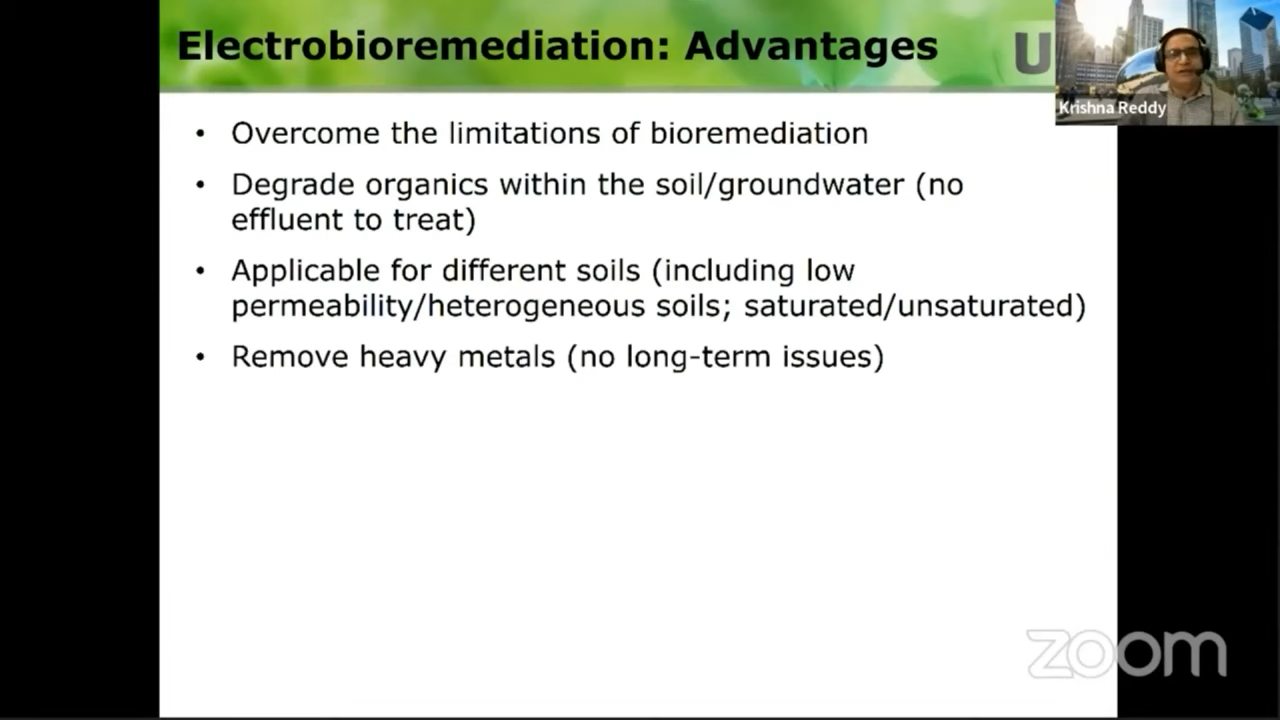 Electrobioremediation: Advantages
U
Krishna Reddy
• Overcome the limitations of bioremediation
• Degrade organics within the soil/groundwater (no
effluent to treat)
• Applicable for different soils (including low
permeability/heterogeneous soils; saturated/unsaturated)
• Remove heavy metals (no long-term issues)
zoom